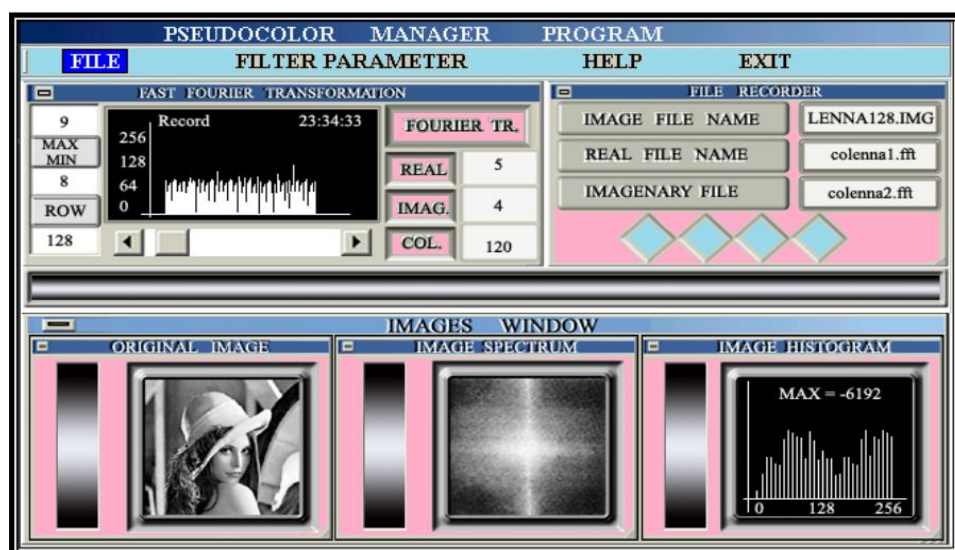 PSEUDOCOLOR MANAGER PROGRAM
FILE FILTER PARAMETER HELP EXIT
FAST FOURIER TRANSFORMATION
9
MAX
MIN
8
ROW
128
Record 23:34:33
256
128
64
0
FOURIER TR.
REAL 5
IMAG. 4
COL. 120
FILE RECORDER
IMAGE FILE NAME LENNA128.IMG
REAL FILE NAME colenna1.fft
IMAGENARY FILE colenna2.fft
IMAGES WINDOW
ORIGINAL IMAGE
IMAGE SPECTRUM
IMAGE HISTOGRAM
MAX = -6192
0 128 256